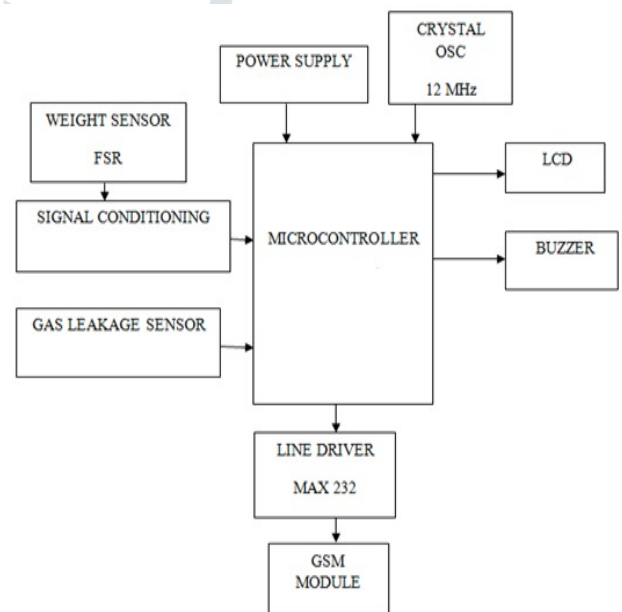 CRYSTAL
OSC
12 MHz
POWER SUPPLY
WEIGHT SENSOR
FSR
SIGNAL CONDITIONING
MICROCONTROLLER
LCD
BUZZER
GAS LEAKAGE SENSOR
LINE DRIVER
MAX 232
GSM
MODULE